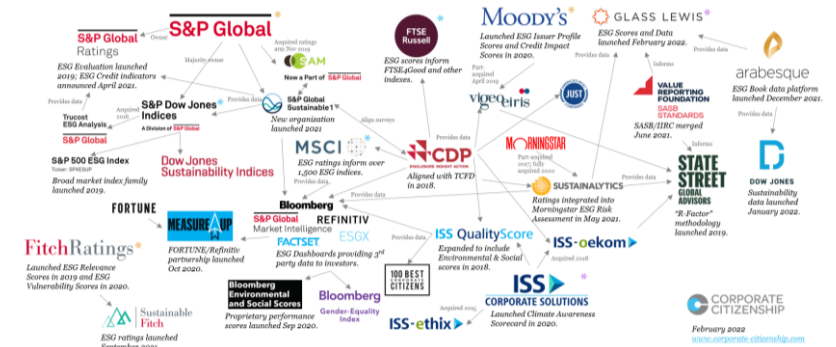 S&P Global
Ratings
Owner
S&P Global
ESG Evaluation launched
2019; ESG Credit indicators
announced April 2021.
Majority owner
Acquired ratings
arm Nov 2019
SAM
Now a Part of S&P Global
Provides data
Trucost
ESG Analysis
S&P Global
Acquired
2016
S&P Dow Jones
Indices
A Division of S&P Global
Provides data
S&P Global
Sustainable1
New organization
launched 2021
S&P 500 ESG Index
Ticker: SPXESUP
Broad market index family
launched 2019.
Dow Jones
Sustainability Indices
FTSE
Russell
ESG scores inform
FTSE4Good and other
indexes.
Align surveys
MSCI
ESG ratings inform over
1,500 ESG indices.
Provides data
Provides data
CDP
DISCLOSURE INSIGHT ACTION
Aligned with TCFD
in 2018.
MOODY'S
Launched ESG Issuer Profile
Scores and Credit Impact
Scores in 2020.
Part-
acquired
April 2019
vigeoeiris
JUST
MORNINGSTAR
Part-acquired
2017; fully
acquired 2020
SUSTAINALYTICS
Ratings integrated into
Morningstar ESG Risk
Assessment in May 2021.
GLASS LEWIS
ESG Scores and Data
launched February 2022.
Provides data
Informs
VALUE
REPORTING
FOUNDATION
SASB
STANDARDS
SASB/IIRC merged
June 2021.
Informs
STATE
STREET
GLOBAL
ADVISORS
"R-Factor"
methodology
launched 2019.
arabesque
ESG Book data platform
launched December 2021.
Provides data
DOW JONES
Sustainability
data launched
January 2022.
FORTUNE
MEASURE UP
FORTUNE/Refinitiv
partnership launched
Oct 2020.
Bloomberg
S&P Global
Market Intelligence
REFINITIV
FACTSET
ESGX
ESG Dashboards providing 3rd
party data to investors.
Provides data
Provides data
100 BEST
CORPORATE
CITIZENS
ISS QualityScore
Expanded to include
Environmental & Social
scores in 2018.
ISS-oekom
Acquired 2018
ISS
CORPORATE SOLUTIONS
Launched Climate Awareness
Scorecard in 2020.
Acquired 2015
ISS-ethix
FitchRatings
Launched ESG Relevance
Scores in 2019 and ESG
Vulnerability Scores in 2020.
Sustainable
Fitch
ESG ratings launched
September 2021
Bloomberg
Environmental
and Social Scores
Proprietary performance
scores launched Sep 2020.
Bloomberg
Gender-Equality
Index
CORPORATE
CITIZENSHIP
February 2022
www.corporate-citizenship.com